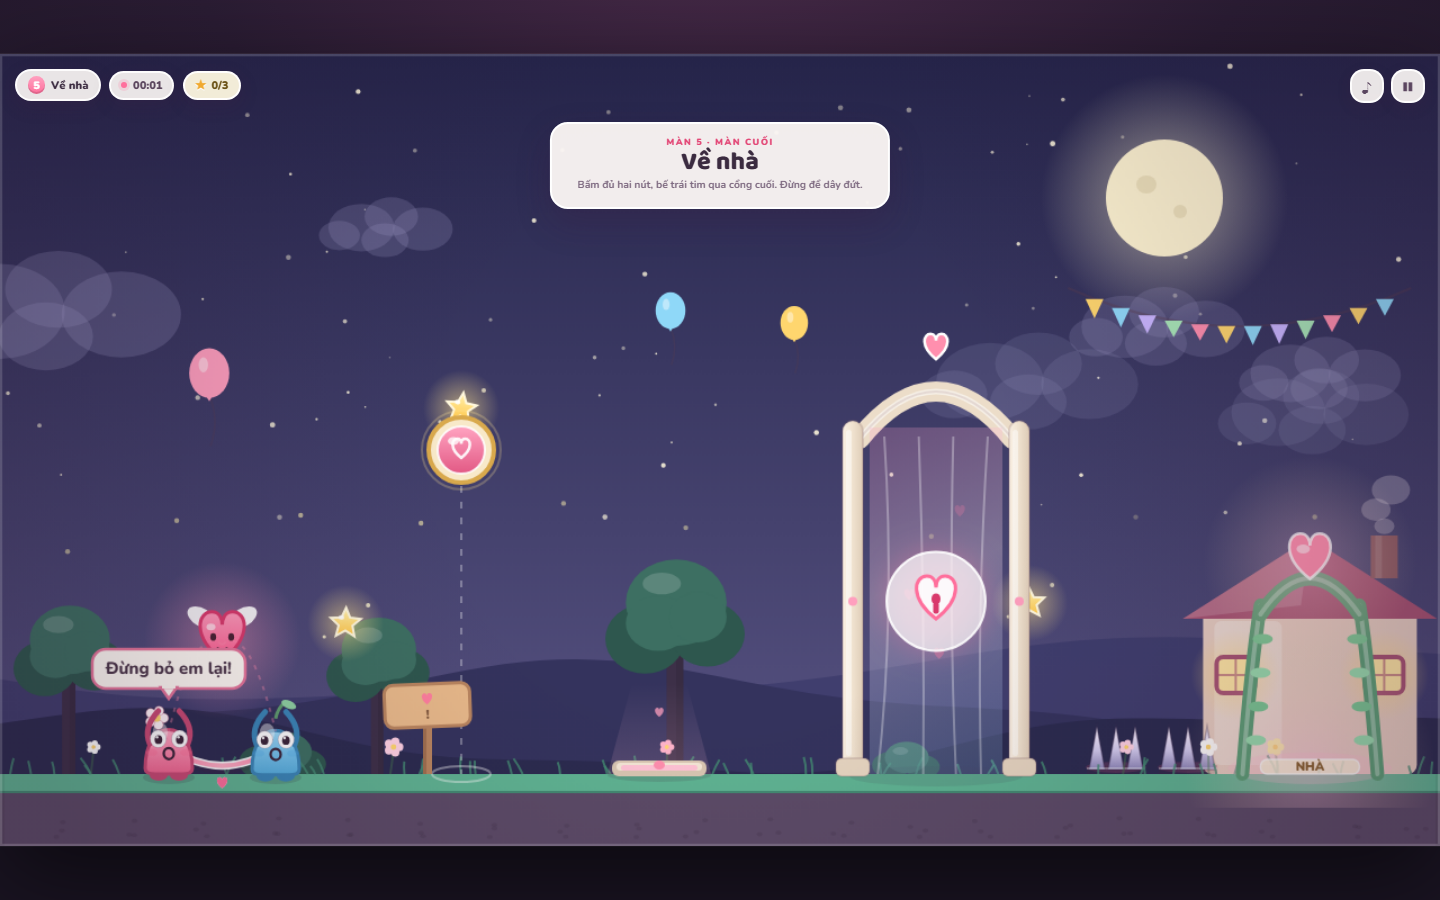 5 Về nhà
00:01
0/3
MÀN 5 · MÀN CUỐI
Về nhà
Bấm đủ hai nút, bế trái tim qua cổng cuối. Đừng để dây đứt.
Đừng bỏ em lại!
!
NHÀ